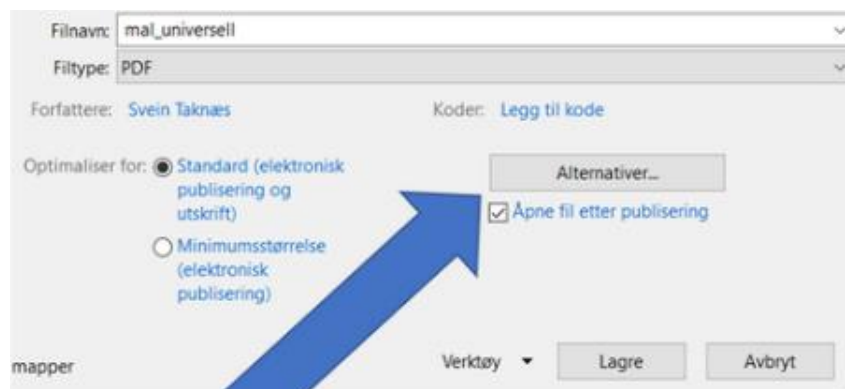 Filnavn: mal_universell
Filtype: PDF
Forfattere: Svein Taknæs Koder: Legg til kode
Optimaliser for: Standard (elektronisk
publisering og
utskrift)
Minimumsstørrelse
(elektronisk
publisering)
Alternativer...
Åpne fil etter publisering
mapper Verktøy Lagre Avbryt